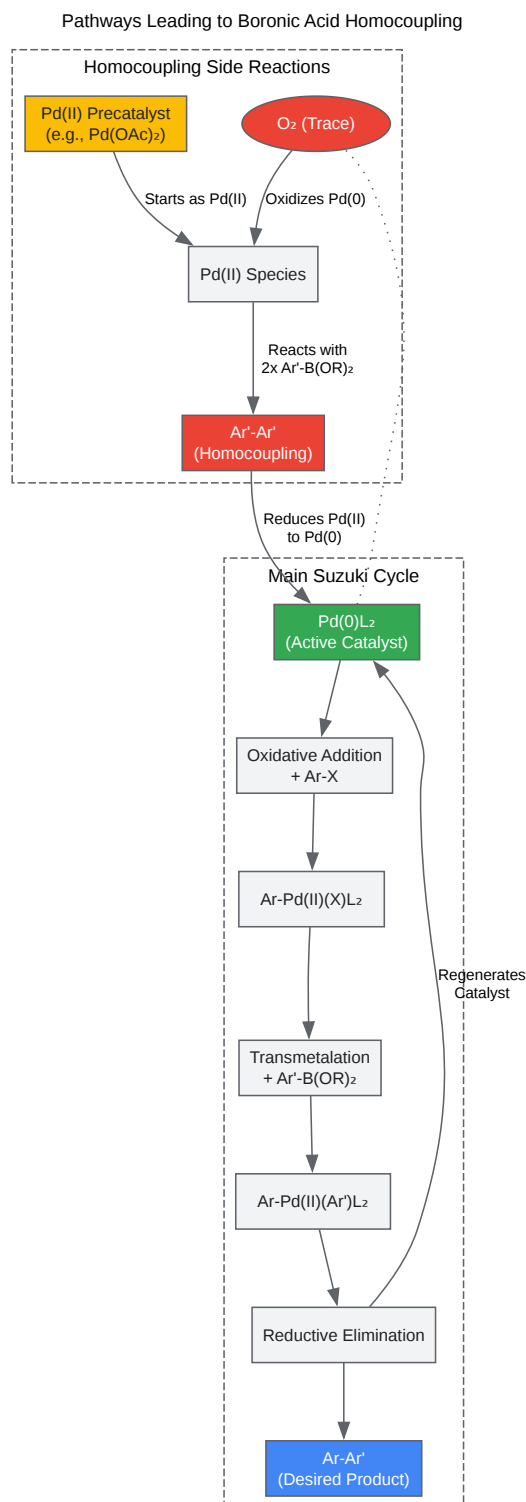 Pathways Leading to Boronic Acid Homocoupling
Homocoupling Side Reactions
Pd(II) Precatalyst
(e.g., Pd(OAc)₂)
O₂ (Trace)
Starts as Pd(II)
Oxidizes Pd(0)
Pd(II) Species
Reacts with
2x Ar'-B(OR)₂
Ar'-Ar'
(Homocoupling)
Reduces Pd(II)
to Pd(0)
Main Suzuki Cycle
Pd(0)L₂
(Active Catalyst)
Oxidative Addition
+ Ar-X
Ar-Pd(II)(X)L₂
Regenerates
Catalyst
Transmetalation
+ Ar'-B(OR)₂
Ar-Pd(II)(Ar')L₂
Reductive Elimination
Ar-Ar'
(Desired Product)